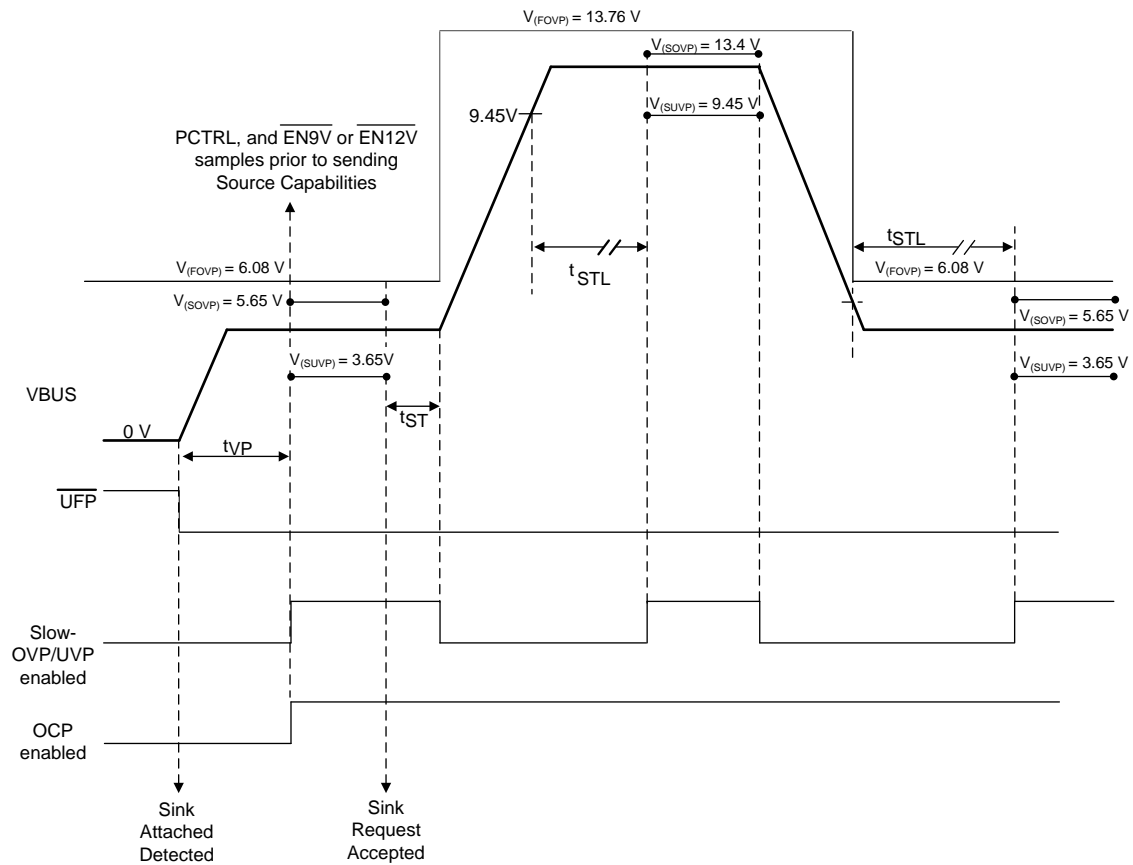 V(FOVP) = 13.76 V
V(SOVP) = 13.4 V
9.45V
V(SUVP) = 9.45 V
PCTRL, and EN9V or EN12V
samples prior to sending
Source Capabilities
tSTL
tSTL
V(FOVP) = 6.08 V
V(FOVP) = 6.08 V
V(SOVP) = 5.65 V
V(SOVP) = 5.65 V
V(SUVP) = 3.65V
V(SUVP) = 3.65 V
VBUS
tST
0 V
tVP
UFP
Slow-
OVP/UVP
enabled
OCP
enabled
Sink
Attached
Detected
Sink
Request
Accepted